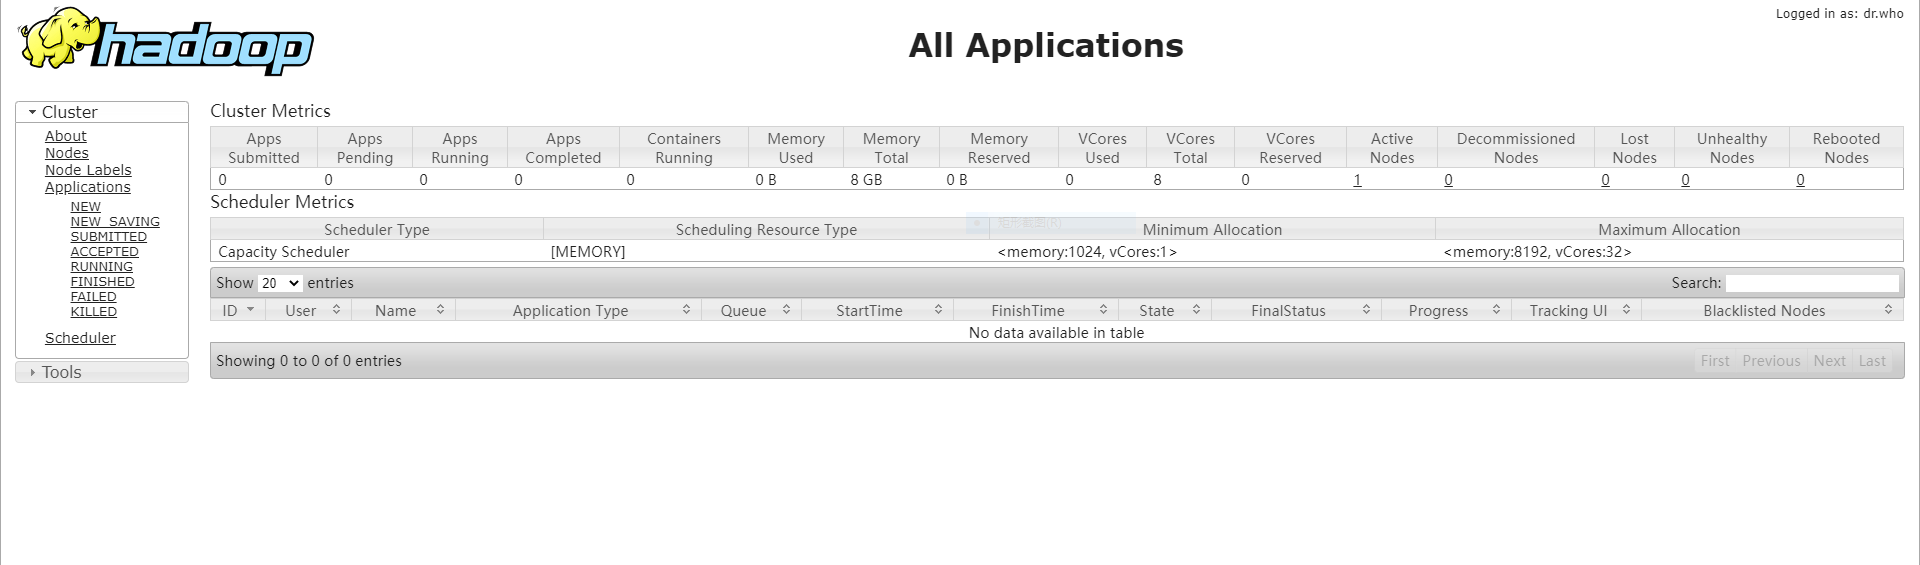 Logged in as: dr.who
hadoop
All Applications
Cluster
About
Nodes
Node Labels
Applications
NEW
NEW_SAVING
SUBMITTED
ACCEPTED
RUNNING
FINISHED
FAILED
KILLED
Scheduler
Tools
Cluster Metrics
Apps Submitted Apps Pending Apps Running Apps Completed Containers Running Memory Used Memory Total Memory Reserved VCores Used VCores Total VCores Reserved Active Nodes Decommissioned Nodes Lost Nodes Unhealthy Nodes Rebooted Nodes
0 0 0 0 0 0 B 8 GB 0 B 0 8 0 1 0 0 0 0
Scheduler Metrics
矩形截图(R)
Scheduler Type Scheduling Resource Type Minimum Allocation Maximum Allocation
Capacity Scheduler [MEMORY] <memory:1024, vCores:1> <memory:8192, vCores:32>
Show 20 entries Search:
ID User Name Application Type Queue StartTime FinishTime State FinalStatus Progress Tracking UI Blacklisted Nodes
No data available in table
Showing 0 to 0 of 0 entries First Previous Next Last